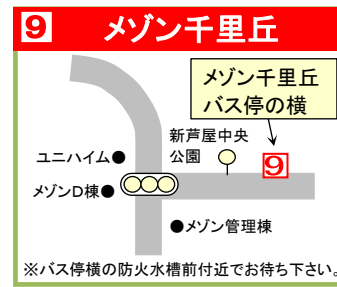 9 メゾン千里丘
メゾン千里丘
バス停の横
新芦屋中央
公園
9
ユニハイム●
メゾンD棟●
●メゾン管理棟
※バス停横の防火水槽前付近でお待ち下さい。